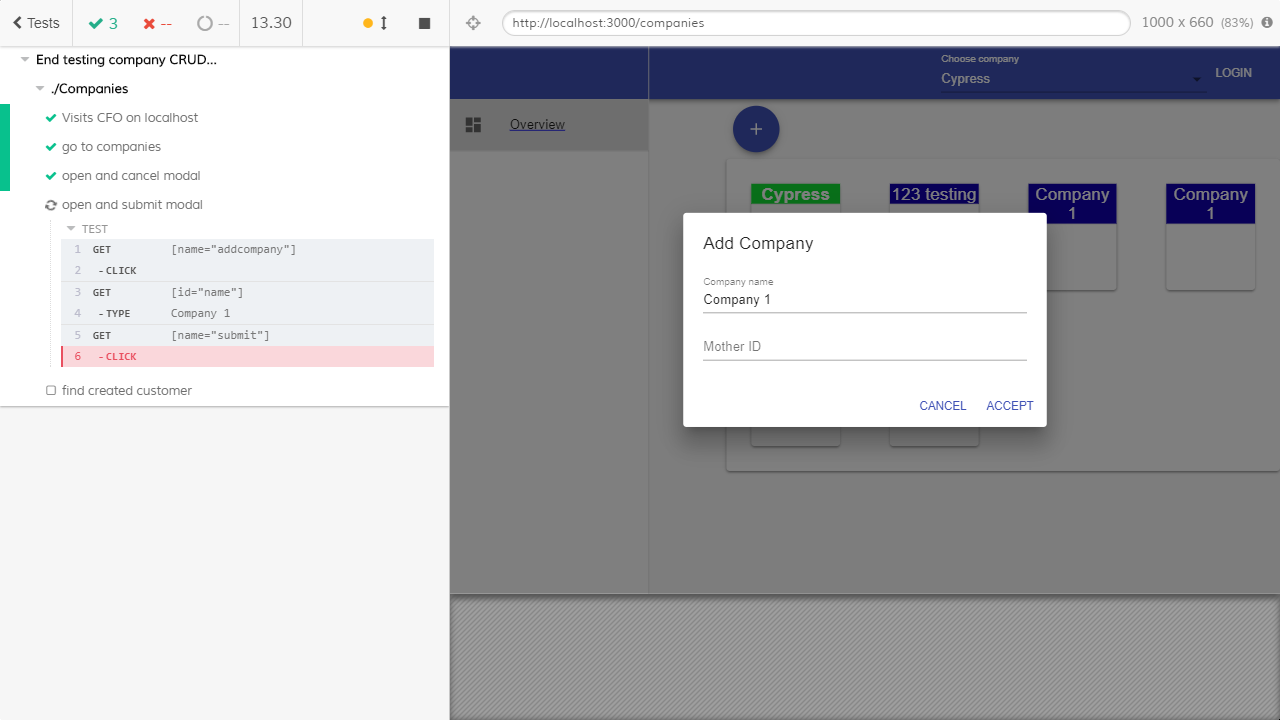 Tests 3 -- -- 13.30
http://localhost:3000/companies 1000 x 660 (83%)
End testing company CRUD...
./Companies
Visits CFO on localhost
go to companies
open and cancel modal
open and submit modal
TEST
1 GET [name="addcompany"]
2 -CLICK
3 GET [id="name"]
4 -TYPE Company 1
5 GET [name="submit"]
6 -CLICK
find created customer
Choose company
Cypress
LOGIN
Overview
+
Cypress
123 testing
Company 1
Company 1
Add Company
Company name
Company 1
Mother ID
CANCEL ACCEPT